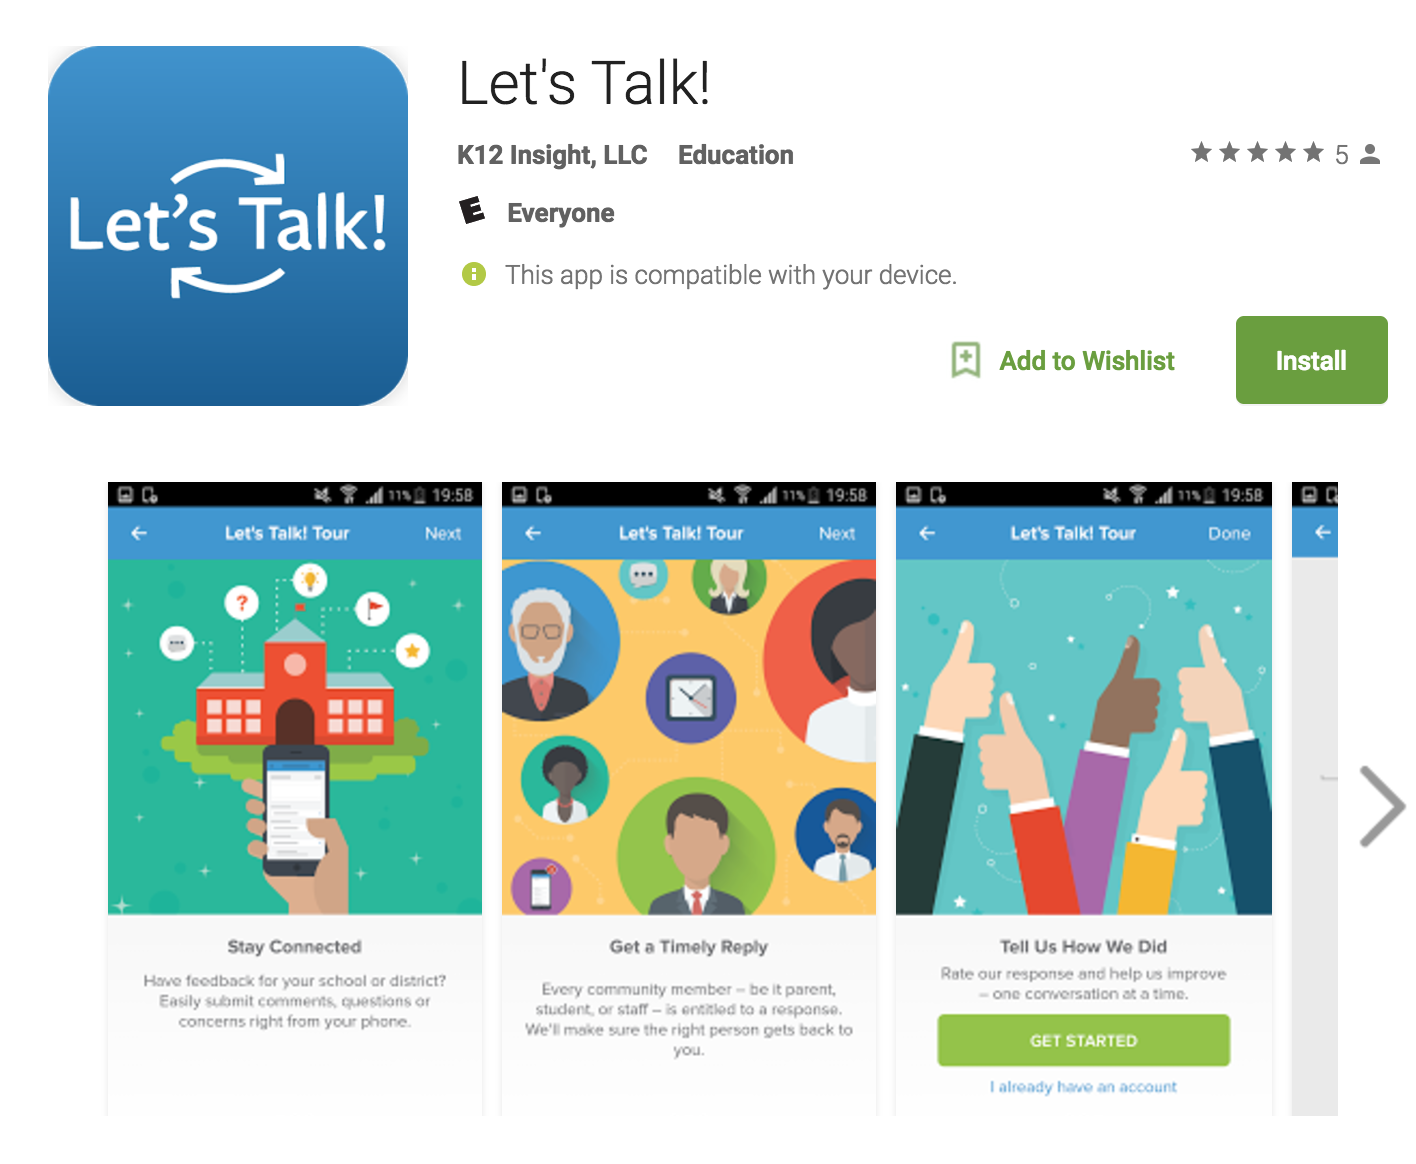 Let's Talk!
Let's Talk!
K12 Insight, LLC Education
5
E Everyone
This app is compatible with your device.
Add to Wishlist
Install
11% 19:58
Let's Talk! Tour Next
?
Stay Connected
Have feedback for your school or district?
Easily submit comments, questions or
concerns right from your phone.
11% 19:58
Let's Talk! Tour Next
Get a Timely Reply
Every community member – be it parent,
student, or staff – is entitled to a response.
We'll make sure the right person gets back to
you.
11% 19:58
Let's Talk! Tour Done
Tell Us How We Did
Rate our response and help us improve
– one conversation at a time.
GET STARTED
I already have an account